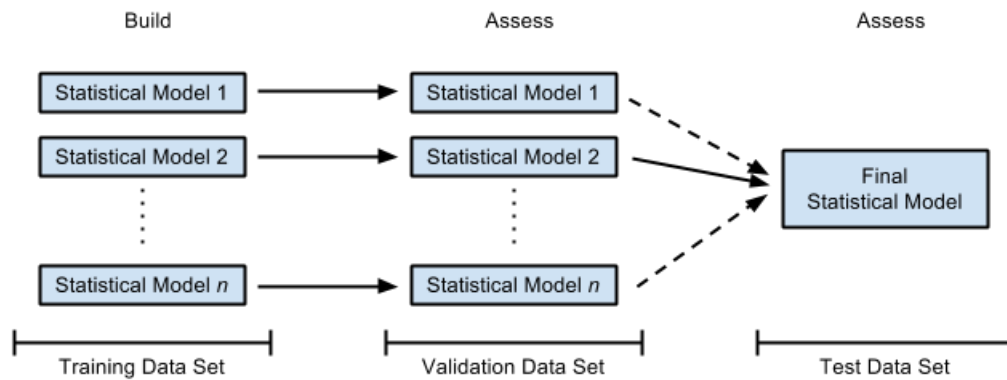 Build
Assess
Assess
Statistical Model 1
Statistical Model 1
Statistical Model 2
Statistical Model 2
Final
Statistical Model
Statistical Model n
Statistical Model n
Training Data Set
Validation Data Set
Test Data Set